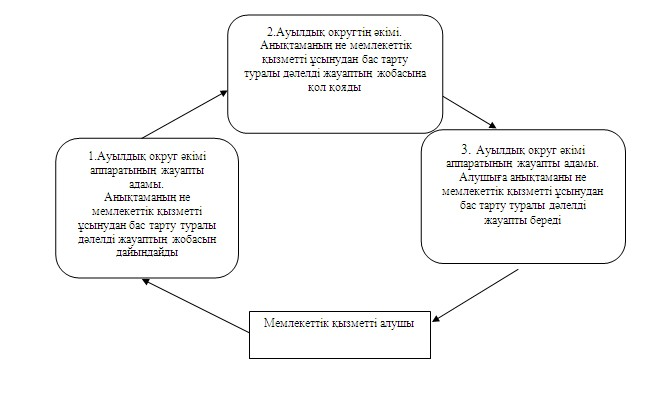 2.Ауылдық округтін әкімі.
Анықтаманың не мемлекеттік
қызметті ұсынудан бас тарту
туралы дәлелді жауаптың жобасына
қол қояды
1.Ауылдық округ әкімі
аппаратының жауапты
адамы.
Анықтаманың не
мемлекеттік қызметті
ұсынудан бас тарту туралы
дәлелді жауаптың жобасын
дайындайды
3. Ауылдық округ әкімі
аппаратының жауапты адамы.
Алушыға анықтаманы не
мемлекеттік қызметті ұсынудан
бас тарту туралы дәлелді
жауапты береді
Мемлекеттік қызметті алушы